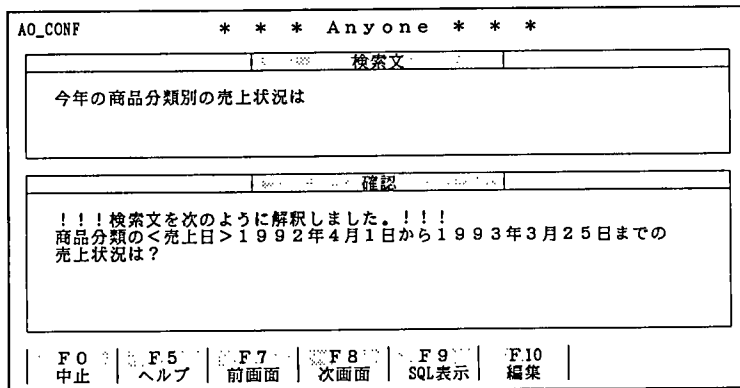 AO_CONF * * * Anyone * * *
検索文
今年の商品分類別の売上状況は
確認
！！！検索文を次のように解釈しました。！！！
商品分類の＜売上日＞１９９２年４月１日から１９９３年３月２５日までの
売上状況は？
F0 F5 F7 F8 F9 F10
中止 ヘルプ 前画面 次画面 SQL表示 編集